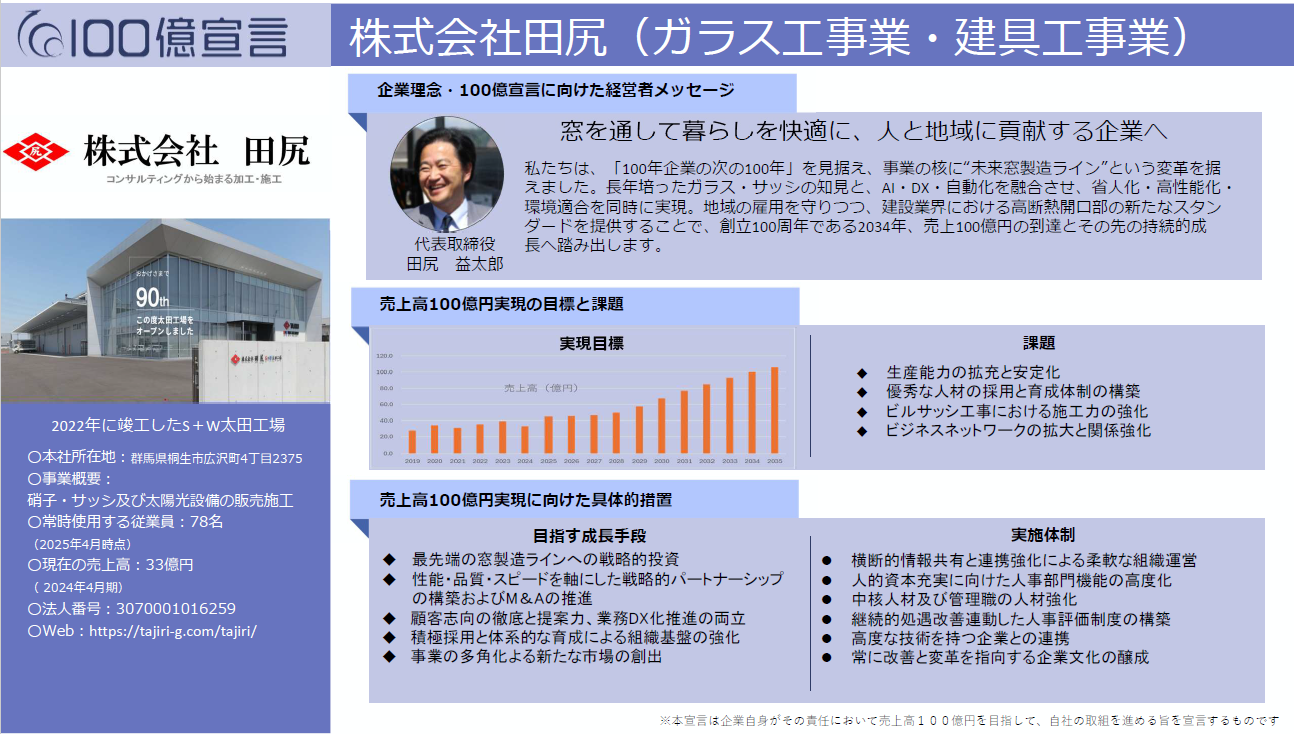 100億宣言
株式会社田尻（ガラス工事業・建具工事業）
尻
株式会社 田尻
コンサルティングから始まる加工・施工
おかげさまで
90th
この度太田工場を
オープンしました
2022年に竣工したS＋W太田工場
〇本社所在地：群馬県桐生市広沢町4丁目2375
〇事業概要：
硝子・サッシ及び太陽光設備の販売施工
〇常時使用する従業員：78名
（2025年4月時点）
〇現在の売上高：33億円
（ 2024年4月期）
〇法人番号：3070001016259
〇Web：https://tajiri-g.com/tajiri/
企業理念・100億宣言に向けた経営者メッセージ
代表取締役
田尻 益太郎
窓を通して暮らしを快適に、人と地域に貢献する企業へ
私たちは、「100年企業の次の100年」を見据え、事業の核に“未来窓製造ライン”という変革を据
えました。長年培ったガラス・サッシの知見と、AI・DX・自動化を融合させ、省人化・高性能化・
環境適合を同時に実現。地域の雇用を守りつつ、建設業界における高断熱開口部の新たなスタン
ダードを提供することで、創立100周年である2034年、売上100億円の到達とその先の持続的成
長へ踏み出します。
売上高100億円実現の目標と課題
実現目標
売上高（億円）
120.0
100.0
80.0
60.0
40.0
20.0
0.0
2019 2020 2021 2022 2023 2024 2025 2026 2027 2028 2029 2030 2031 2032 2033 2034 2035
課題
◆ 生産能力の拡充と安定化
◆ 優秀な人材の採用と育成体制の構築
◆ ビルサッシ工事における施工力の強化
◆ ビジネスネットワークの拡大と関係強化
売上高100億円実現に向けた具体的措置
目指す成長手段
◆ 最先端の窓製造ラインへの戦略的投資
◆ 性能・品質・スピードを軸にした戦略的パートナーシップ
の構築およびM＆Aの推進
◆ 顧客志向の徹底と提案力、業務DX化推進の両立
◆ 積極採用と体系的な育成による組織基盤の強化
◆ 事業の多角化よる新たな市場の創出
実施体制
● 横断的情報共有と連携強化による柔軟な組織運営
● 人的資本充実に向けた人事部門機能の高度化
● 中核人材及び管理職の人材強化
● 継続的処遇改善連動した人事評価制度の構築
● 高度な技術を持つ企業との連携
● 常に改善と変革を指向する企業文化の醸成
※本宣言は企業自身がその責任において売上高１００億円を目指して、自社の取組を進める旨を宣言するものです